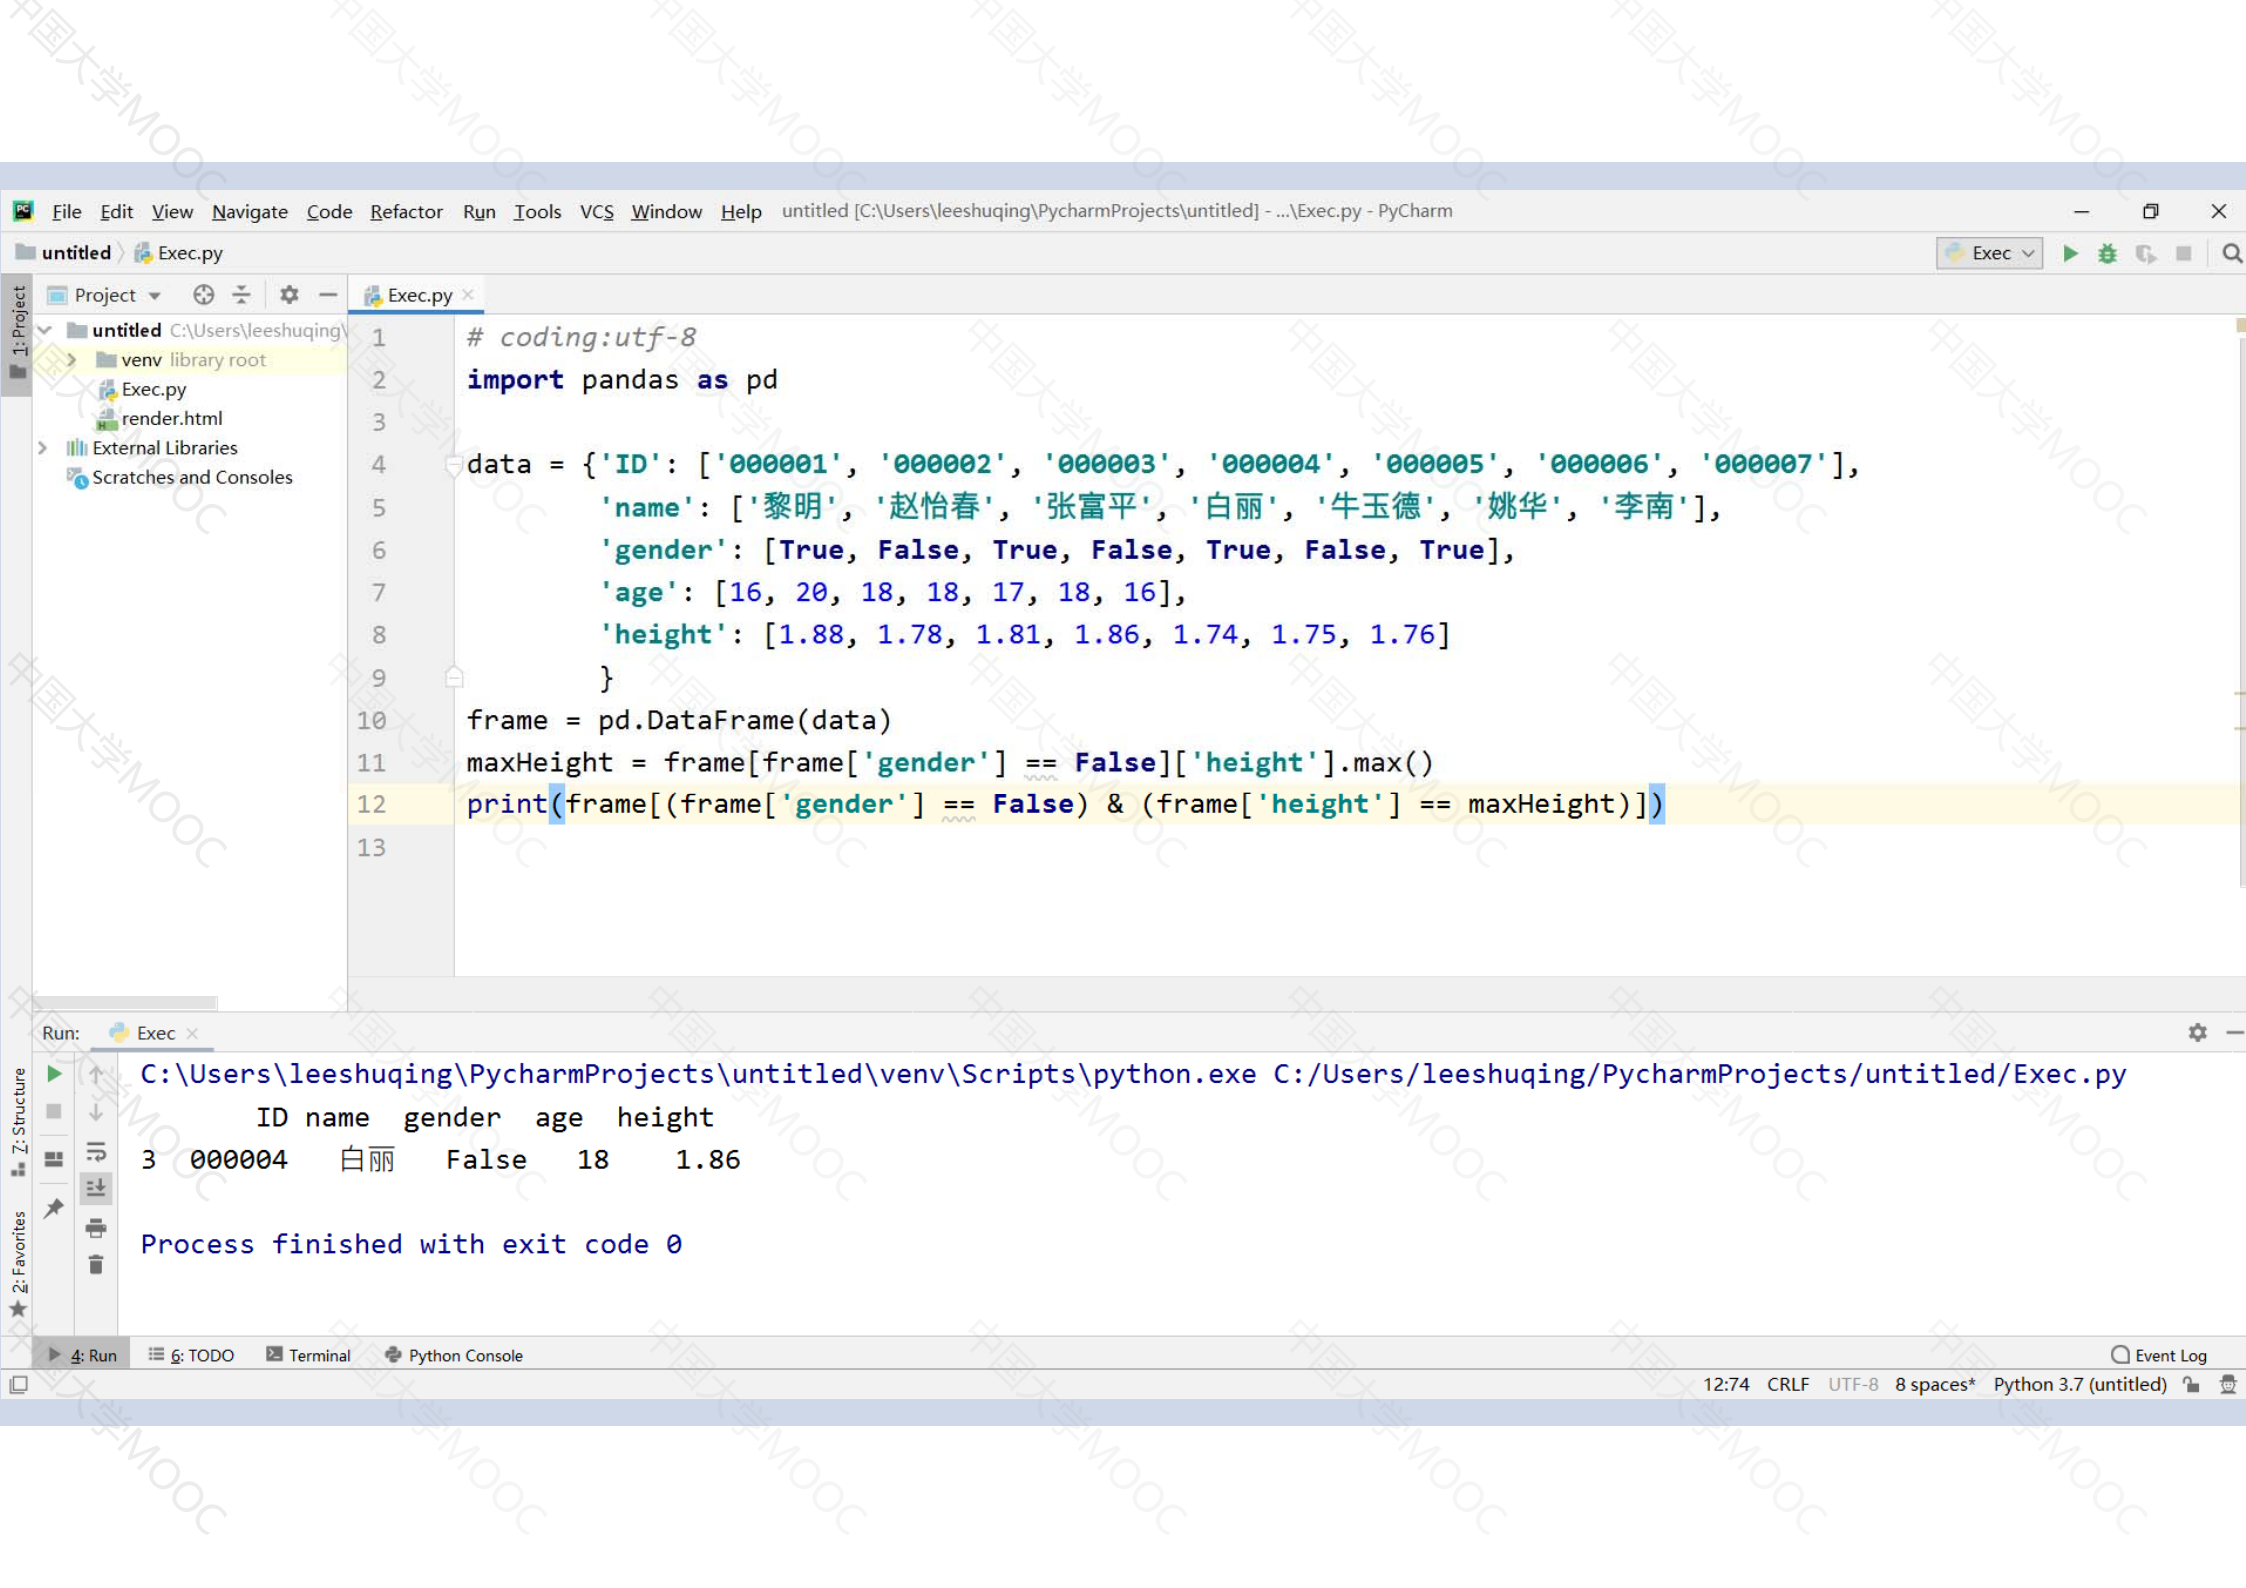 File Edit View Navigate Code Refactor Run Tools VCS Window Help untitled [C:\Users\leeshuqing\PycharmProjects\untitled] - ...\Exec.py - PyCharm
untitled Exec.py
Exec
1: Project
Project
Exec.py
untitled C:\Users\leeshuqing\
venv library root
Exec.py
render.html
External Libraries
Scratches and Consoles
1 # coding:utf-8
2 import pandas as pd
3
4 data = {'ID': ['000001', '000002', '000003', '000004', '000005', '000006', '000007'],
5 'name': ['黎明', '赵怡春', '张富平', '白丽', '牛玉德', '姚华', '李南'],
6 'gender': [True, False, True, False, True, False, True],
7 'age': [16, 20, 18, 18, 17, 18, 16],
8 'height': [1.88, 1.78, 1.81, 1.86, 1.74, 1.75, 1.76]
9 }
10 frame = pd.DataFrame(data)
11 maxHeight = frame[frame['gender'] == False]['height'].max()
12 print(frame[(frame['gender'] == False) & (frame['height'] == maxHeight)])
13
Run: Exec
C:\Users\leeshuqing\PycharmProjects\untitled\venv\Scripts\python.exe C:/Users/leeshuqing/PycharmProjects/untitled/Exec.py
ID name gender age height
3 000004 白丽 False 18 1.86
Process finished with exit code 0
Z: Structure
2: Favorites
4: Run 6: TODO Terminal Python Console Event Log
12:74 CRLF UTF-8 8 spaces* Python 3.7 (untitled)
中国大学MOOC